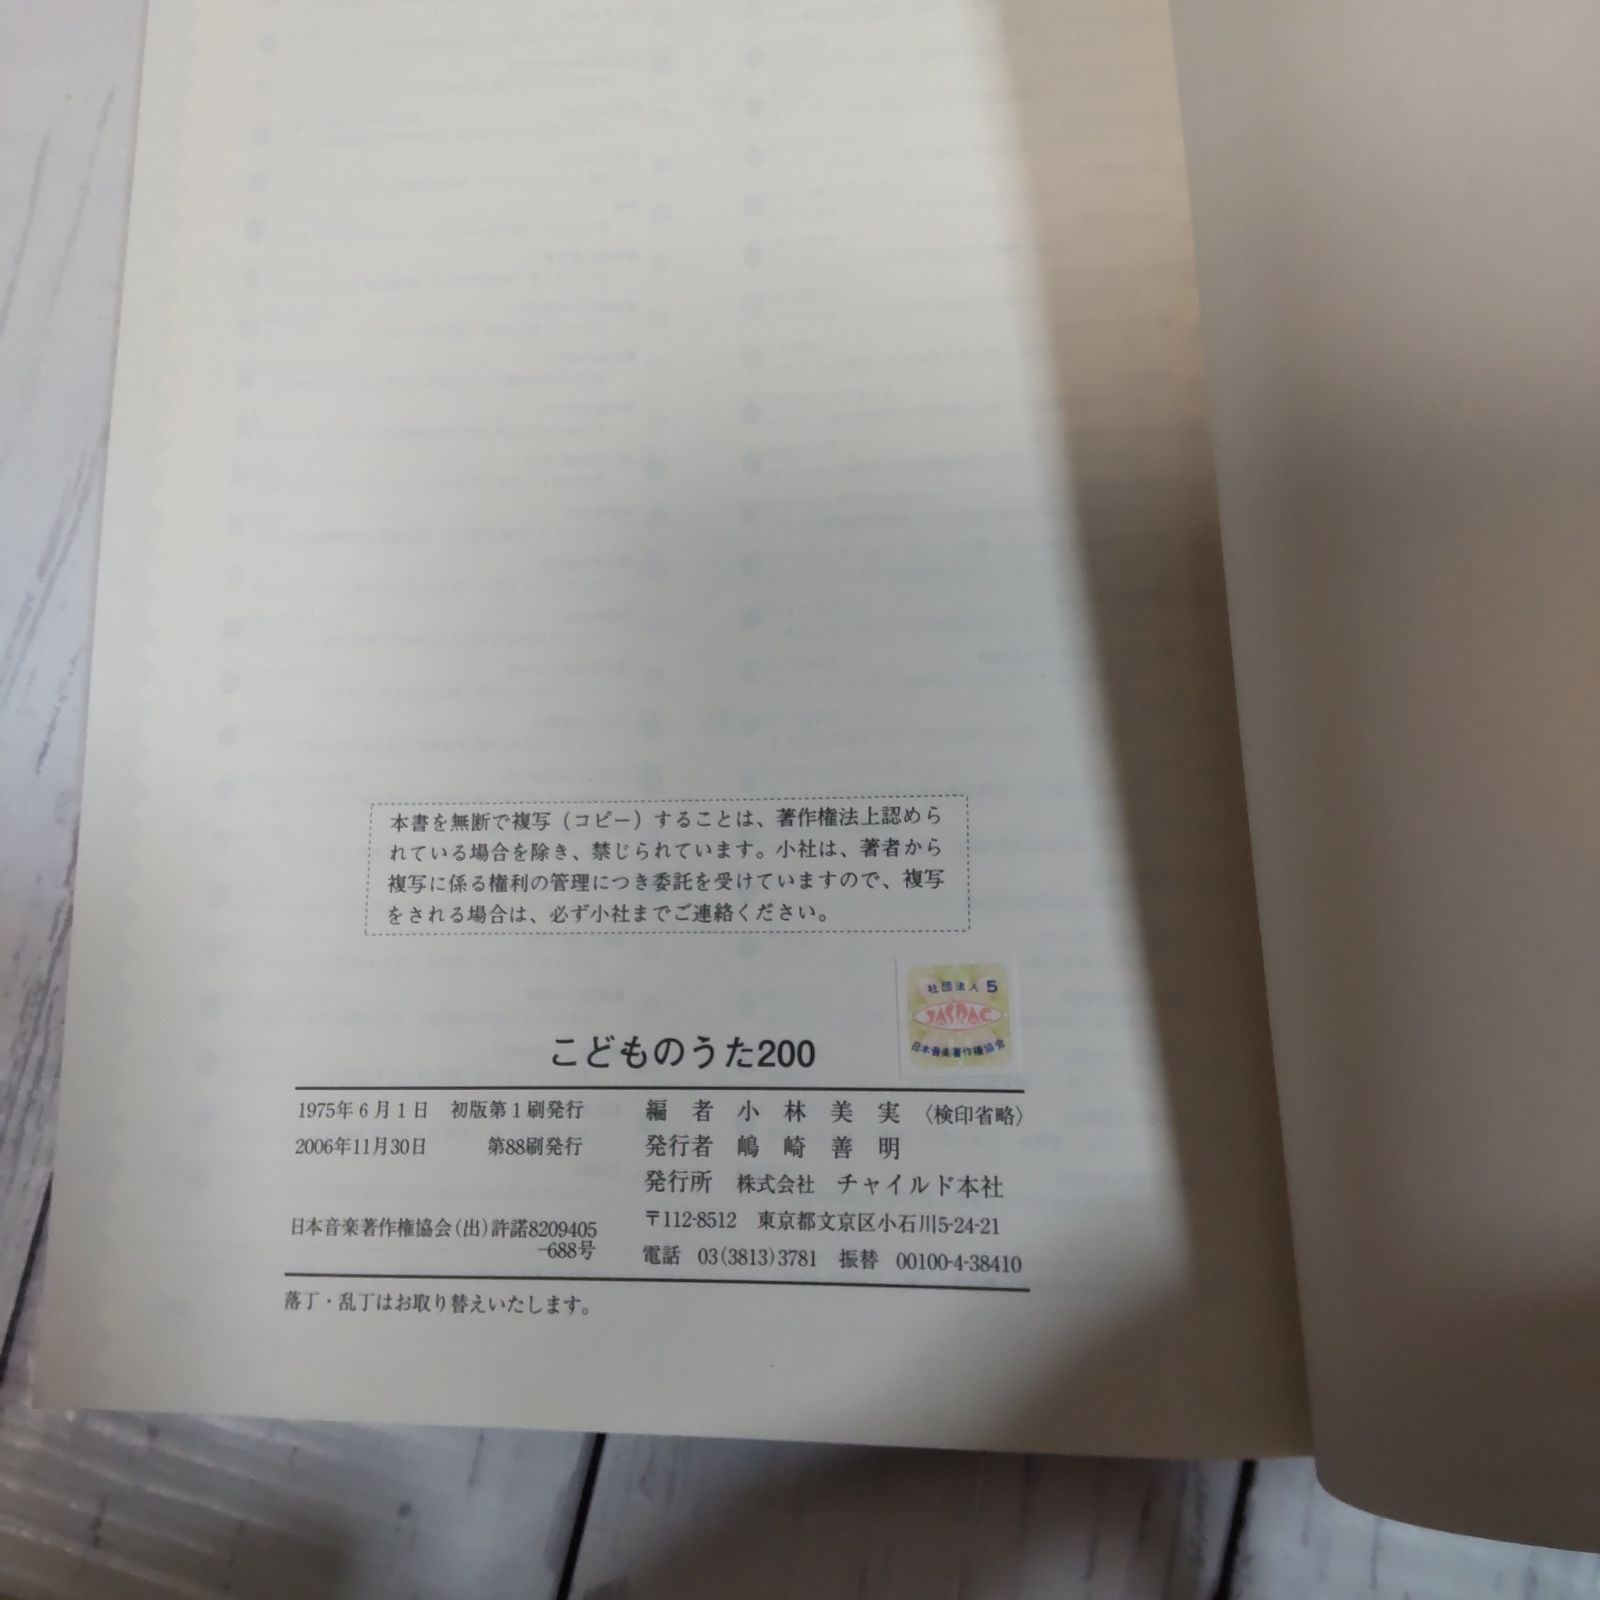 本書を無断で複写（コピー）することは、著作権法上認めら
れている場合を除き、禁じられています。小社は、著者から
複写に係る権利の管理につき委託を受けていますので、複写
をされる場合は、必ず小社までご連絡ください。
社団法人 5
JASRAC
日本音楽著作権協会
こどものうた200
1975年6月1日 初版第1刷発行
2006年11月30日 第88刷発行
日本音楽著作権協会(出)許諾8209405
-688号
編 者 小 林 美 実 〈検印省略〉
発行者 嶋 崎 善 明
発行所 株式会社 チャイルド本社
〒112-8512 東京都文京区小石川5-24-21
電話 03(3813)3781 振替 00100-4-38410
落丁・乱丁はお取り替えいたします。